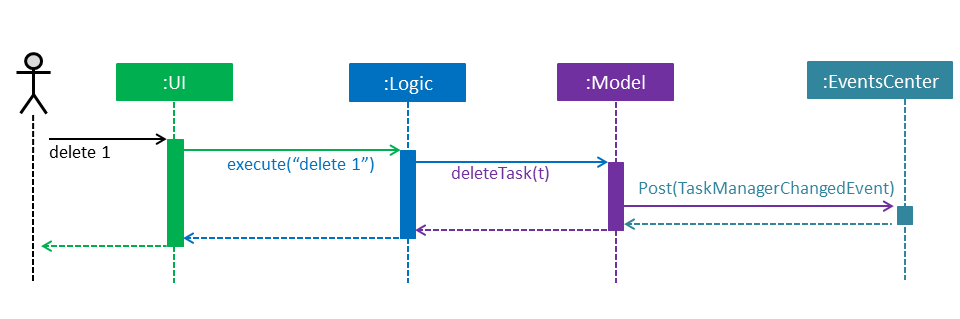 :UI
:Logic
:Model
:EventsCenter
delete 1
execute(“delete 1”)
deleteTask(t)
Post(TaskManagerChangedEvent)